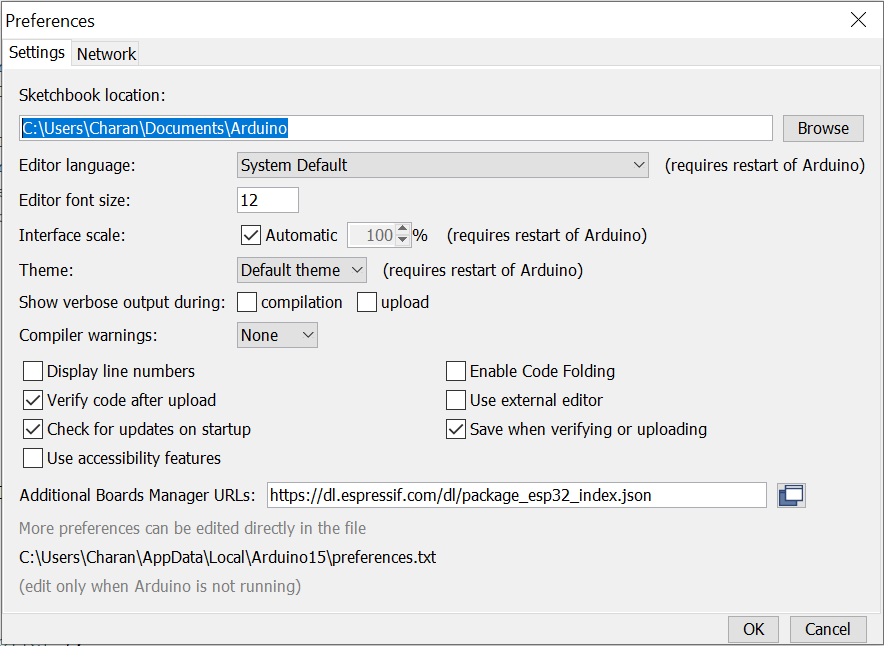 Preferences
Settings Network
Sketchbook location:
C:\Users\Charan\Documents\Arduino Browse
Editor language: System Default (requires restart of Arduino)
Editor font size: 12
Interface scale: Automatic 100 % (requires restart of Arduino)
Theme: Default theme (requires restart of Arduino)
Show verbose output during: compilation upload
Compiler warnings: None
Display line numbers Enable Code Folding
Verify code after upload Use external editor
Check for updates on startup Save when verifying or uploading
Use accessibility features
Additional Boards Manager URLs: https://dl.espressif.com/dl/package_esp32_index.json
More preferences can be edited directly in the file
C:\Users\Charan\AppData\Local\Arduino15\preferences.txt
(edit only when Arduino is not running)
OK Cancel